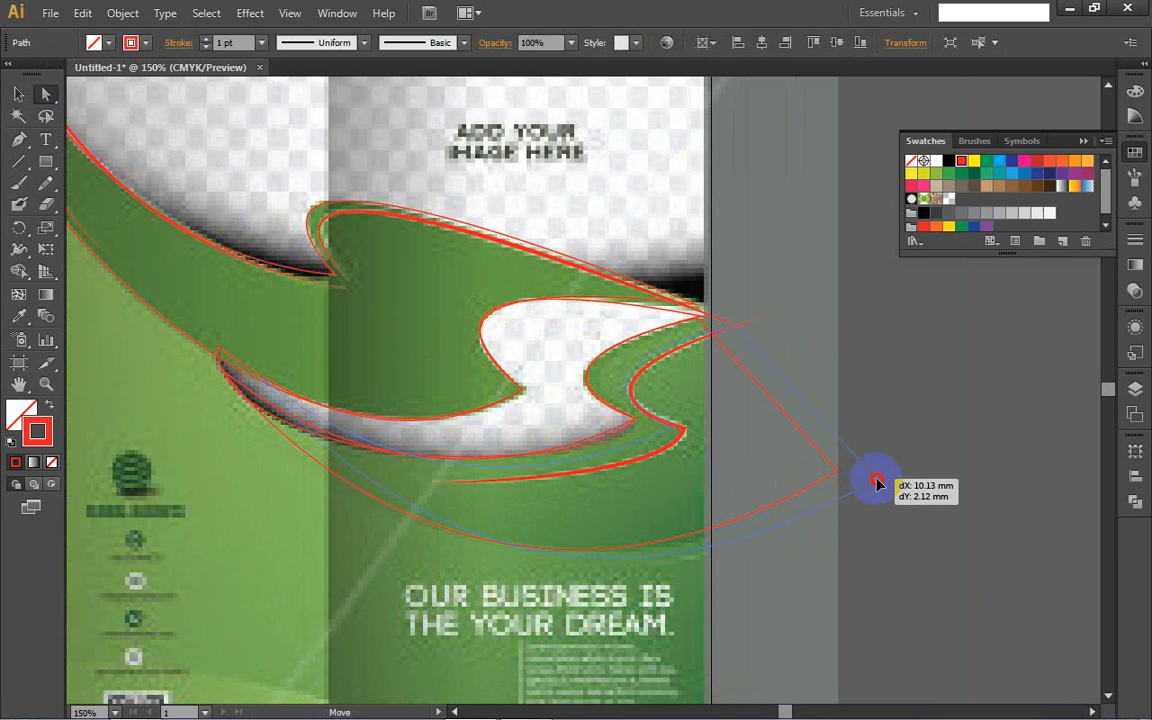 Ai File Edit Object Type Select Effect View Window Help Br Essentials
Path Stroke: 1 pt Uniform Basic Opacity: 100% Style: Transform
Untitled-1* @ 150% (CMYK/Preview) ×
ADD YOUR
IMAGE HERE
Swatches Brushes Symbols
dX: 10.13 mm
dY: 2.12 mm
OUR BUSINESS IS
THE YOUR DREAM.
150% 1 Move